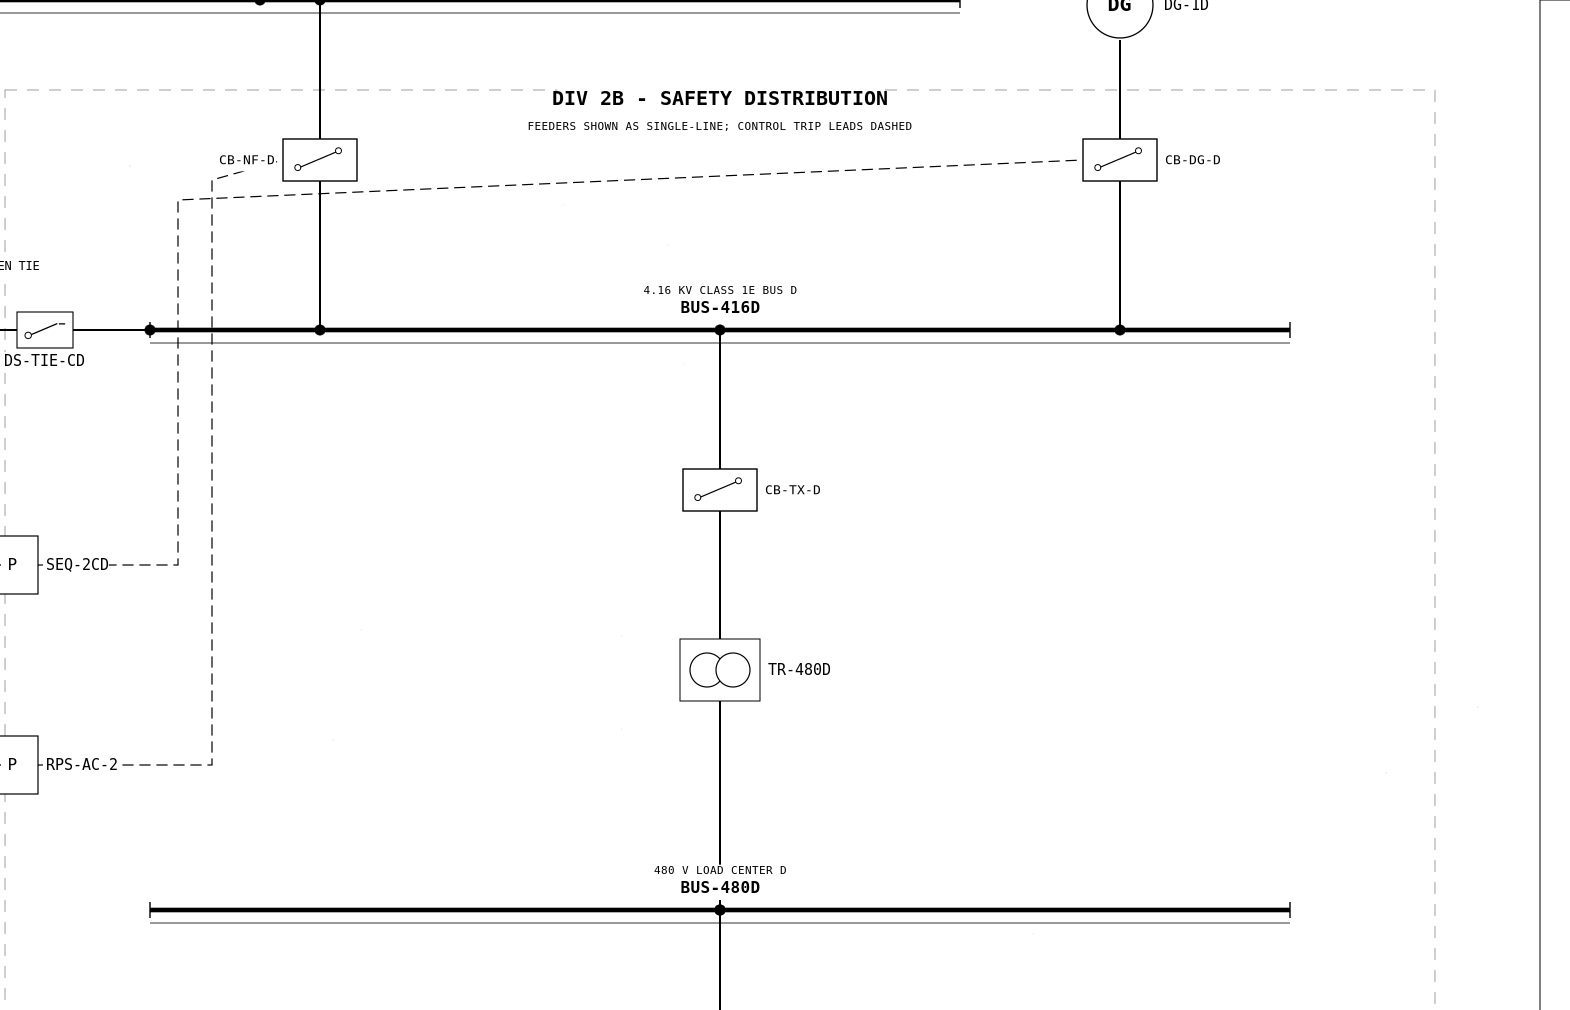 DG
DG-1D
DIV 2B - SAFETY DISTRIBUTION
FEEDERS SHOWN AS SINGLE-LINE; CONTROL TRIP LEADS DASHED
CB-NF-D
CB-DG-D
EN TIE
4.16 KV CLASS 1E BUS D
BUS-416D
DS-TIE-CD
CB-TX-D
P
SEQ-2CD
TR-480D
P
RPS-AC-2
480 V LOAD CENTER D
BUS-480D